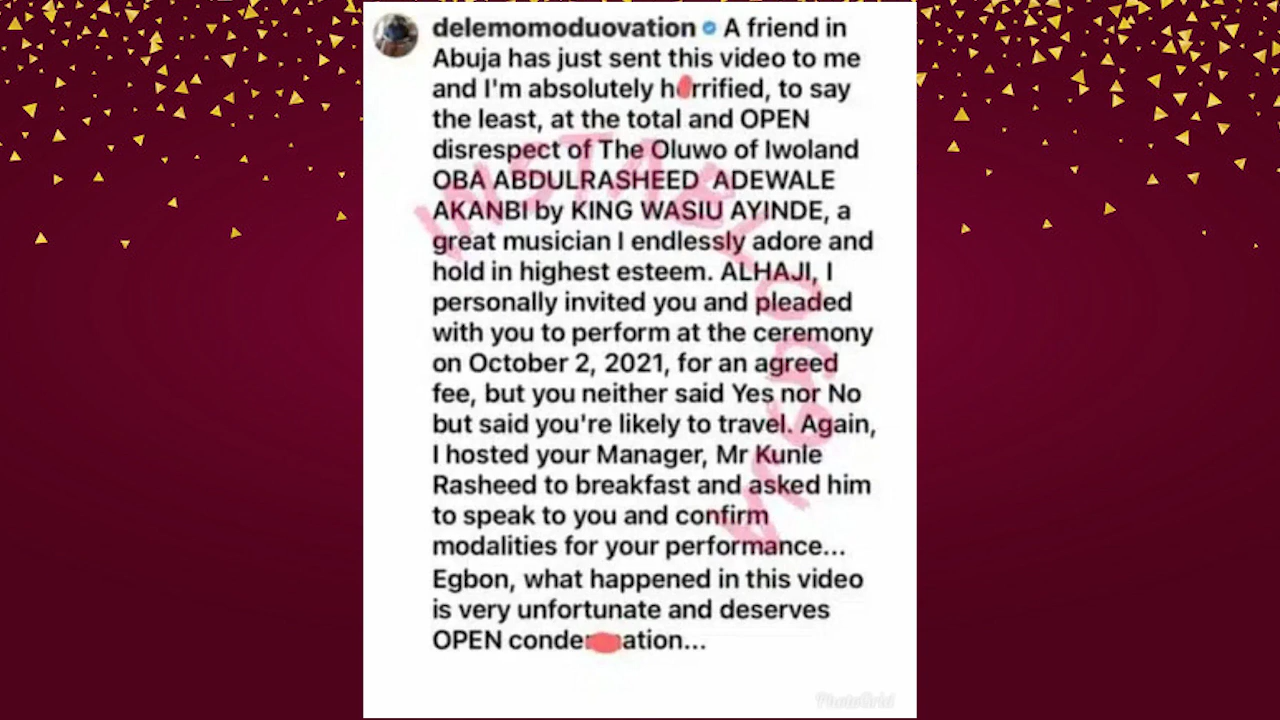 delemomoduovation A friend in
Abuja has just sent this video to me
and I'm absolutely h rrified, to say
the least, at the total and OPEN
disrespect of The Oluwo of Iwoland
OBA ABDULRASHEED ADEWALE
AKANBI by KING WASIU AYINDE, a
great musician I endlessly adore and
hold in highest esteem. ALHAJI, I
personally invited you and pleaded
with you to perform at the ceremony
on October 2, 2021, for an agreed
fee, but you neither said Yes nor No
but said you're likely to travel. Again,
I hosted your Manager, Mr Kunle
Rasheed to breakfast and asked him
to speak to you and confirm
modalities for your performance...
Egbon, what happened in this video
is very unfortunate and deserves
OPEN conde ation...
INSTABLOG9JA
PhotoGrid